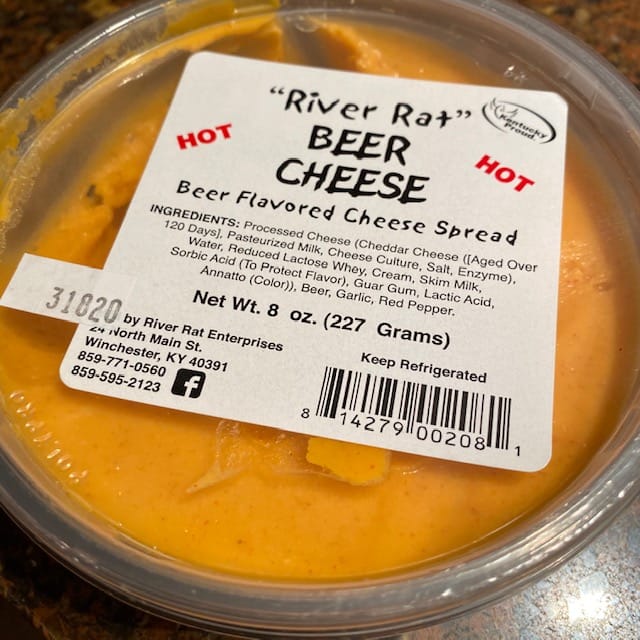 "River Rat"
Kentucky
Proud
HOT
BEER
CHEESE
HOT
Beer Flavored Cheese Spread
INGREDIENTS: Processed Cheese (Cheddar Cheese ([Aged Over
120 Days], Pasteurized Milk, Cheese Culture, Salt, Enzyme),
Water, Reduced Lactose Whey, Cream, Skim Milk,
Sorbic Acid (To Protect Flavor), Guar Gum, Lactic Acid,
Annatto (Color)), Beer, Garlic, Red Pepper.
Net Wt. 8 oz. (227 Grams)
31820
by River Rat Enterprises
24 North Main St.
Winchester, KY 40391
859-771-0560
859-595-2123 f
Keep Refrigerated
8 14279 00208 1